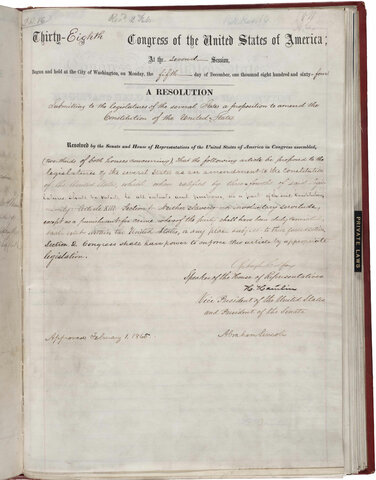 Thirty-Eighth Congress of the United States of America;
At the second Session,
Begun and held at the City of Washington, on Monday, the fifth day of December, one thousand eight hundred and sixty-four
A RESOLUTION
Submitting to the legislatures of the several States a proposition to amend the
Constitution of the United States.
Resolved by the Senate and House of Representatives of the United States of America in Congress assembled,
(two thirds of both houses concurring), That the following article be proposed to the
legislatures of the several States as an amendment to the Constitution
of the United States, which, when ratified by three fourths of said legis-
latures shall be valid, to all intents and purposes, as a part of said Constitution
namely: Article XIII. Section 1. Neither slavery nor involuntary servitude,
except as a punishment for crime whereof the party shall have been duly convicted
shall exist within the United States, or any place subject to their jurisdiction
Section 2. Congress shall have power to enforce this article by appropriate
legislation.
Speaker of the House of Representatives
H. Hamlin
Vice President of the United States
and President of the Senate
Approved February 1, 1865.
Abraham Lincoln
PRIVATE LAWS